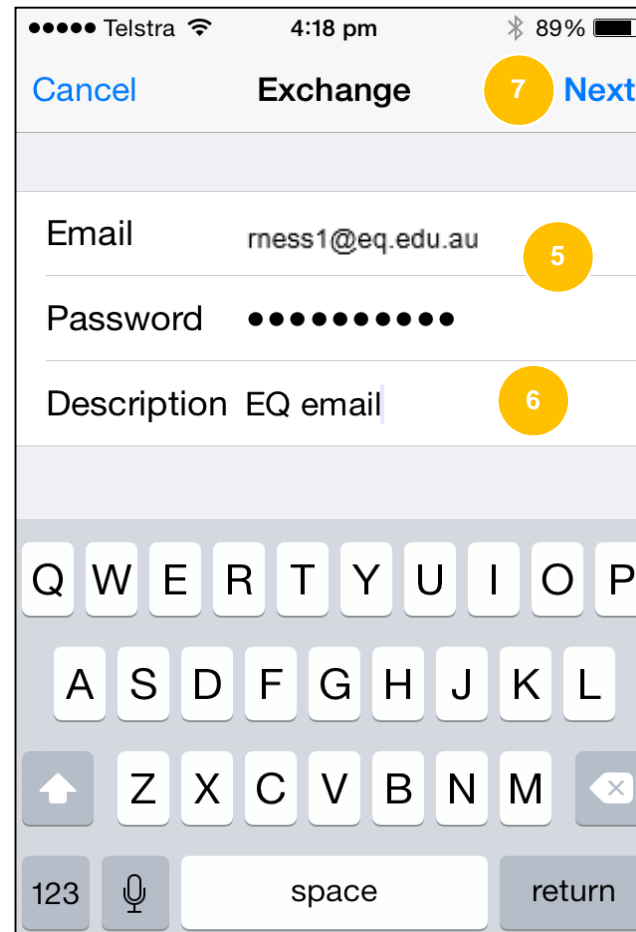 Telstra 4:18 pm 89%
Cancel Exchange 7 Next
Email rness1@eq.edu.au 5
Password ●●●●●●●●●●
Description EQ email 6
Q W E R T Y U I O P
A S D F G H J K L
Z X C V B N M
123 space return